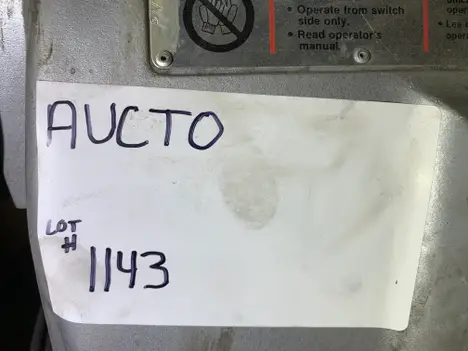 • Operate from switch
side only.
• Read operator's
manual.
AUCTO
LOT
#
1143